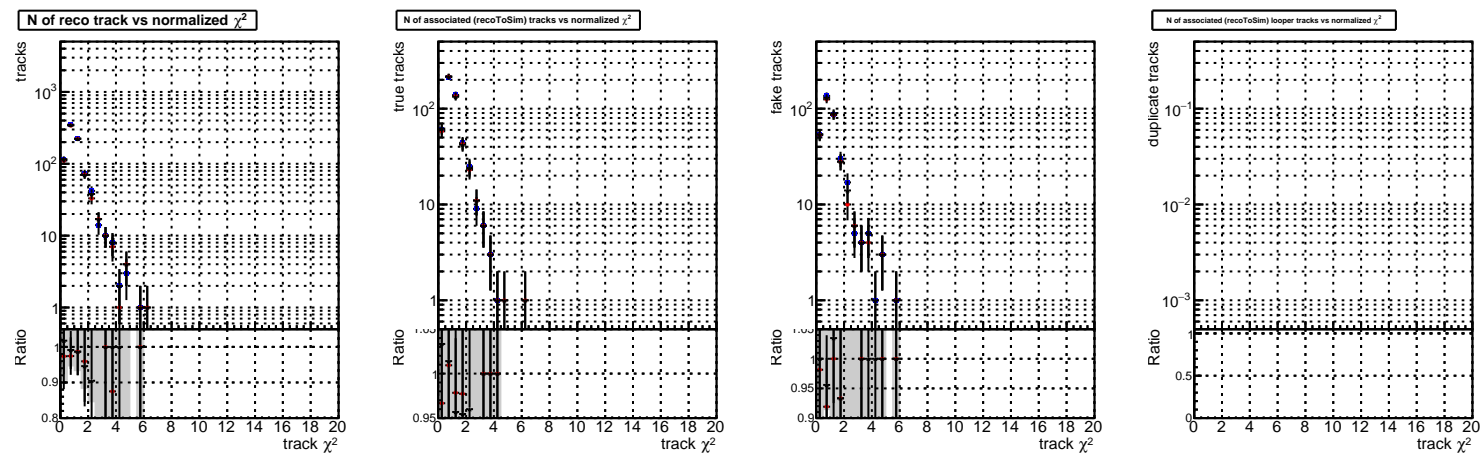 N of reco track vs normalized χ²
tracks
10³
10²
10
1
Ratio
1
0.9
0.8
0 2 4 6 8 10 12 14 16 18 20
track χ²
N of associated (recoToSim) tracks vs normalized χ²
true tracks
10²
10
1
Ratio
1.05
1
0.95
0 2 4 6 8 10 12 14 16 18 20
track χ²
fake tracks
10²
10
1
Ratio
1.05
1
0.95
0.9
0 2 4 6 8 10 12 14 16 18 20
track χ²
N of associated (recoToSim) looper tracks vs normalized χ²
duplicate tracks
10⁻¹
10⁻²
10⁻³
Ratio
1
0.5
0
0 2 4 6 8 10 12 14 16 18 20
track χ²